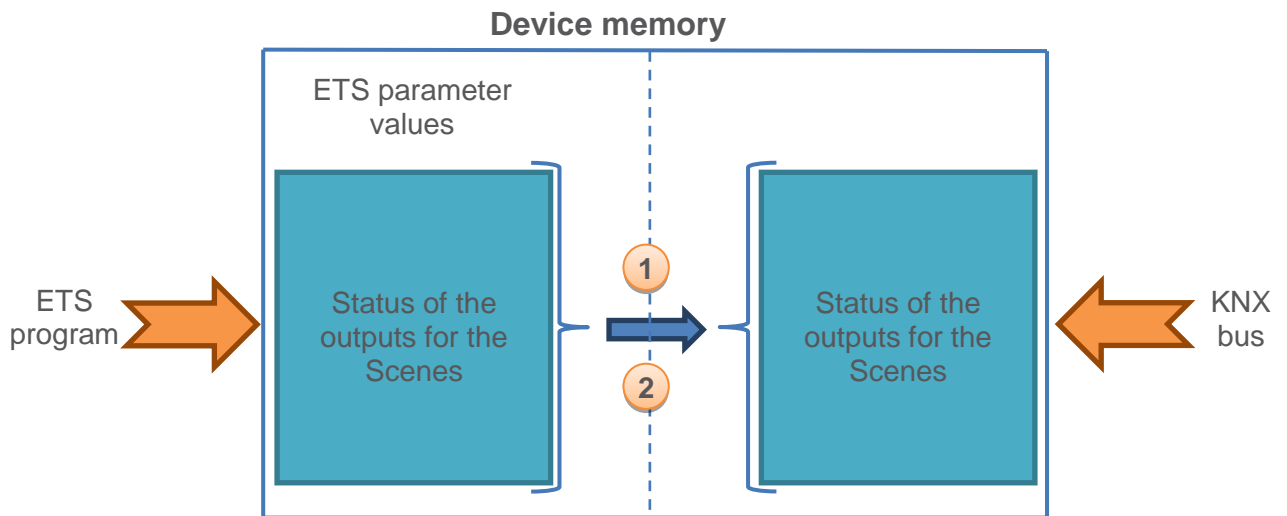 Device memory
ETS parameter
values
ETS
program
Status of the
outputs for the
Scenes
1
2
Status of the
outputs for the
Scenes
KNX
bus